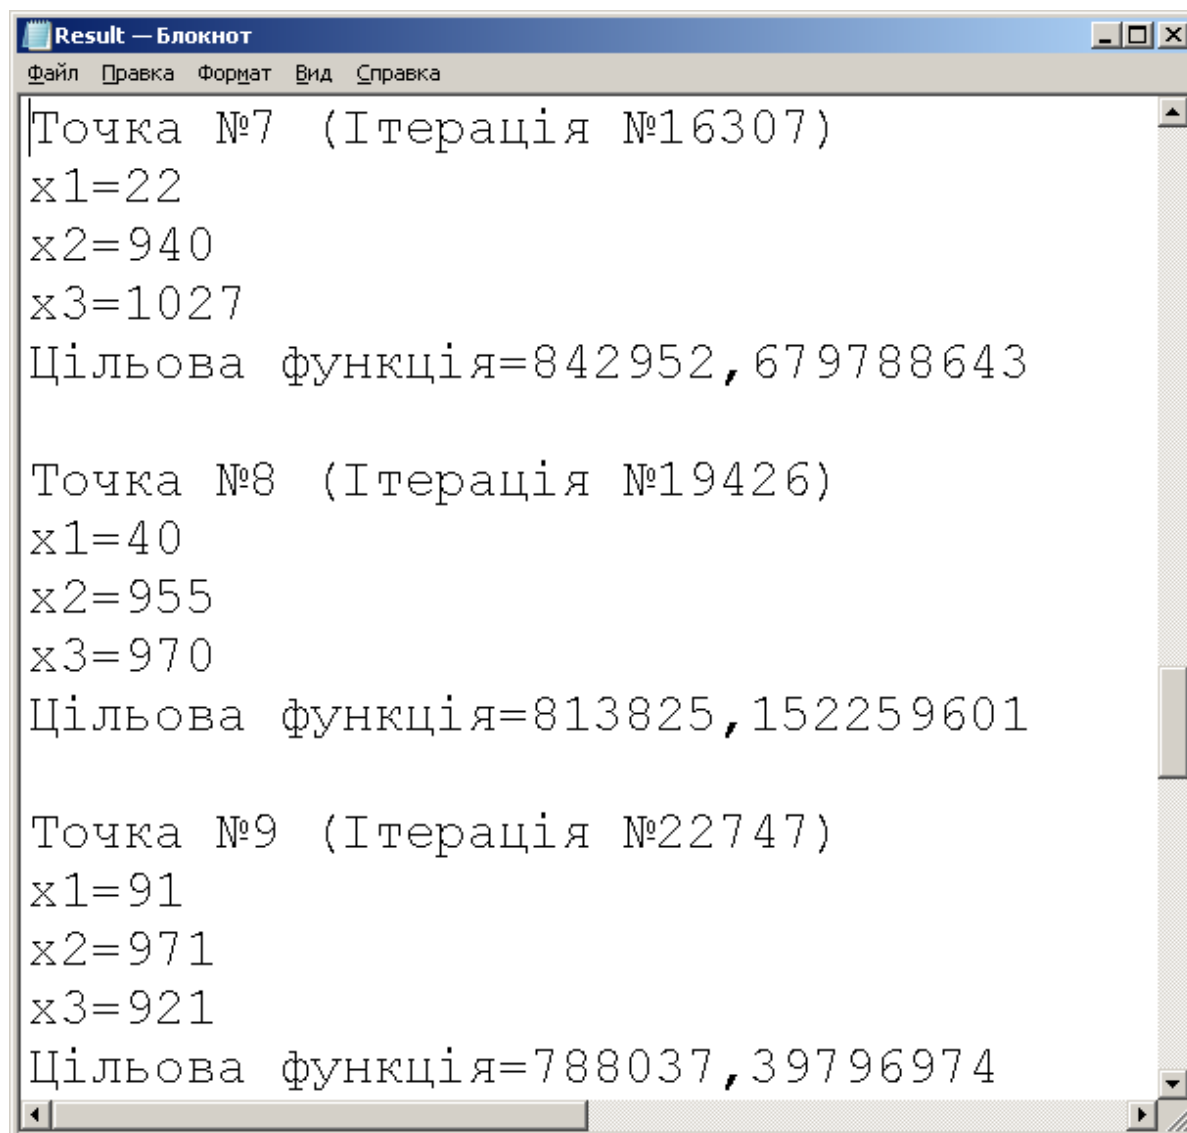 Result — Блокнот
Файл Правка Формат Вид Справка
Точка №7 (Ітерація №16307)
x1=22
x2=940
x3=1027
Цільова функція=842952,679788643
Точка №8 (Ітерація №19426)
x1=40
x2=955
x3=970
Цільова функція=813825,152259601
Точка №9 (Ітерація №22747)
x1=91
x2=971
x3=921
Цільова функція=788037,39796974